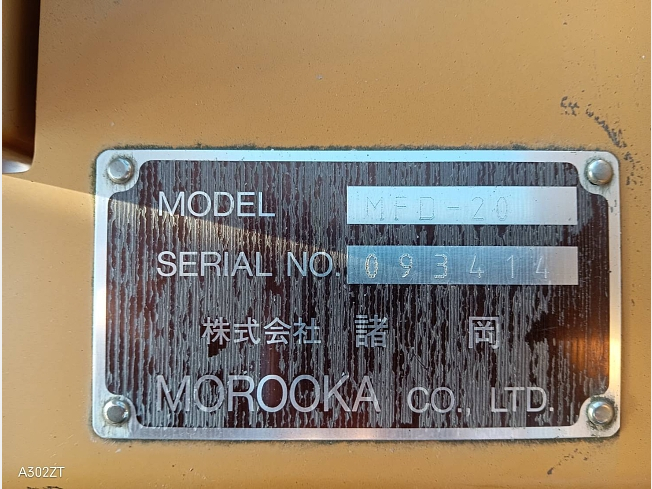 MODEL MFD-20
SERIAL NO. 093414
株式会社 諸 岡
MOROOKA CO., LTD.
A302ZT